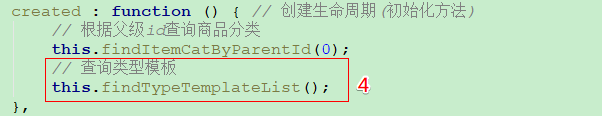 created : function () { // 创建生命周期(初始化方法)
// 根据父级id查询商品分类
this.findItemCatByParentId(0);
// 查询类型模板
this.findTypeTemplateList();
4
},